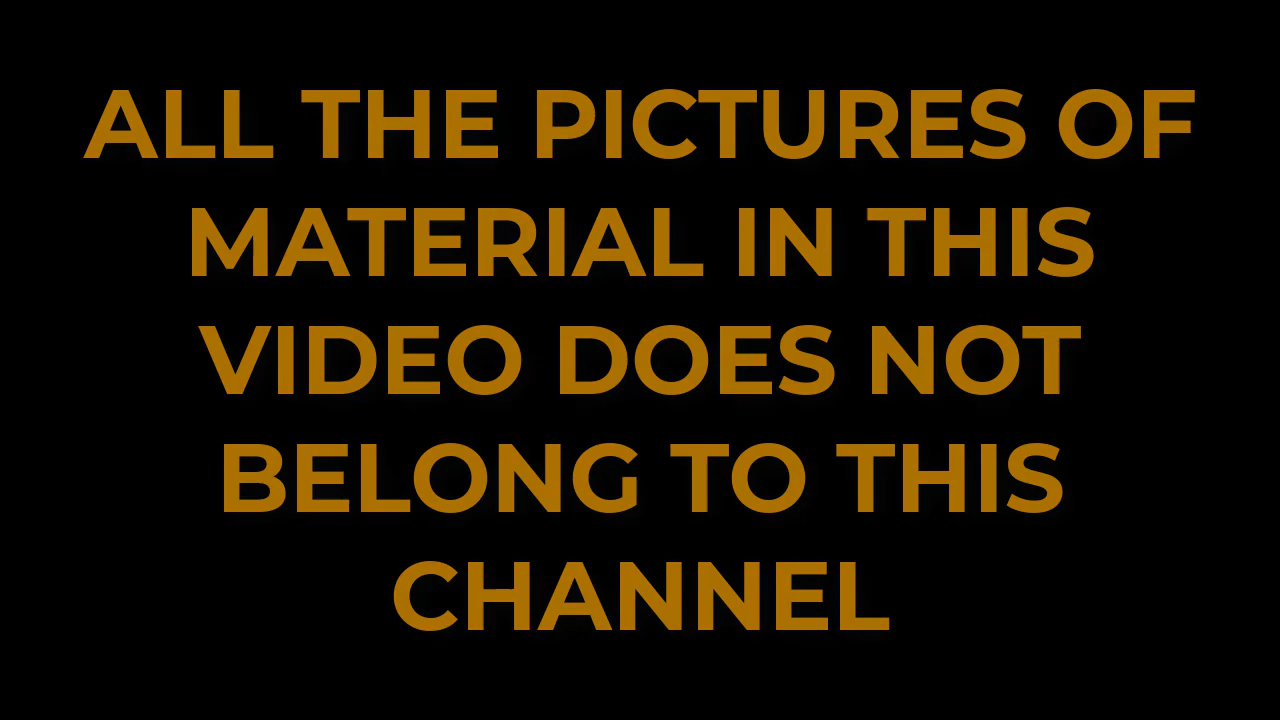 ALL THE PICTURES OF
MATERIAL IN THIS
VIDEO DOES NOT
BELONG TO THIS
CHANNEL